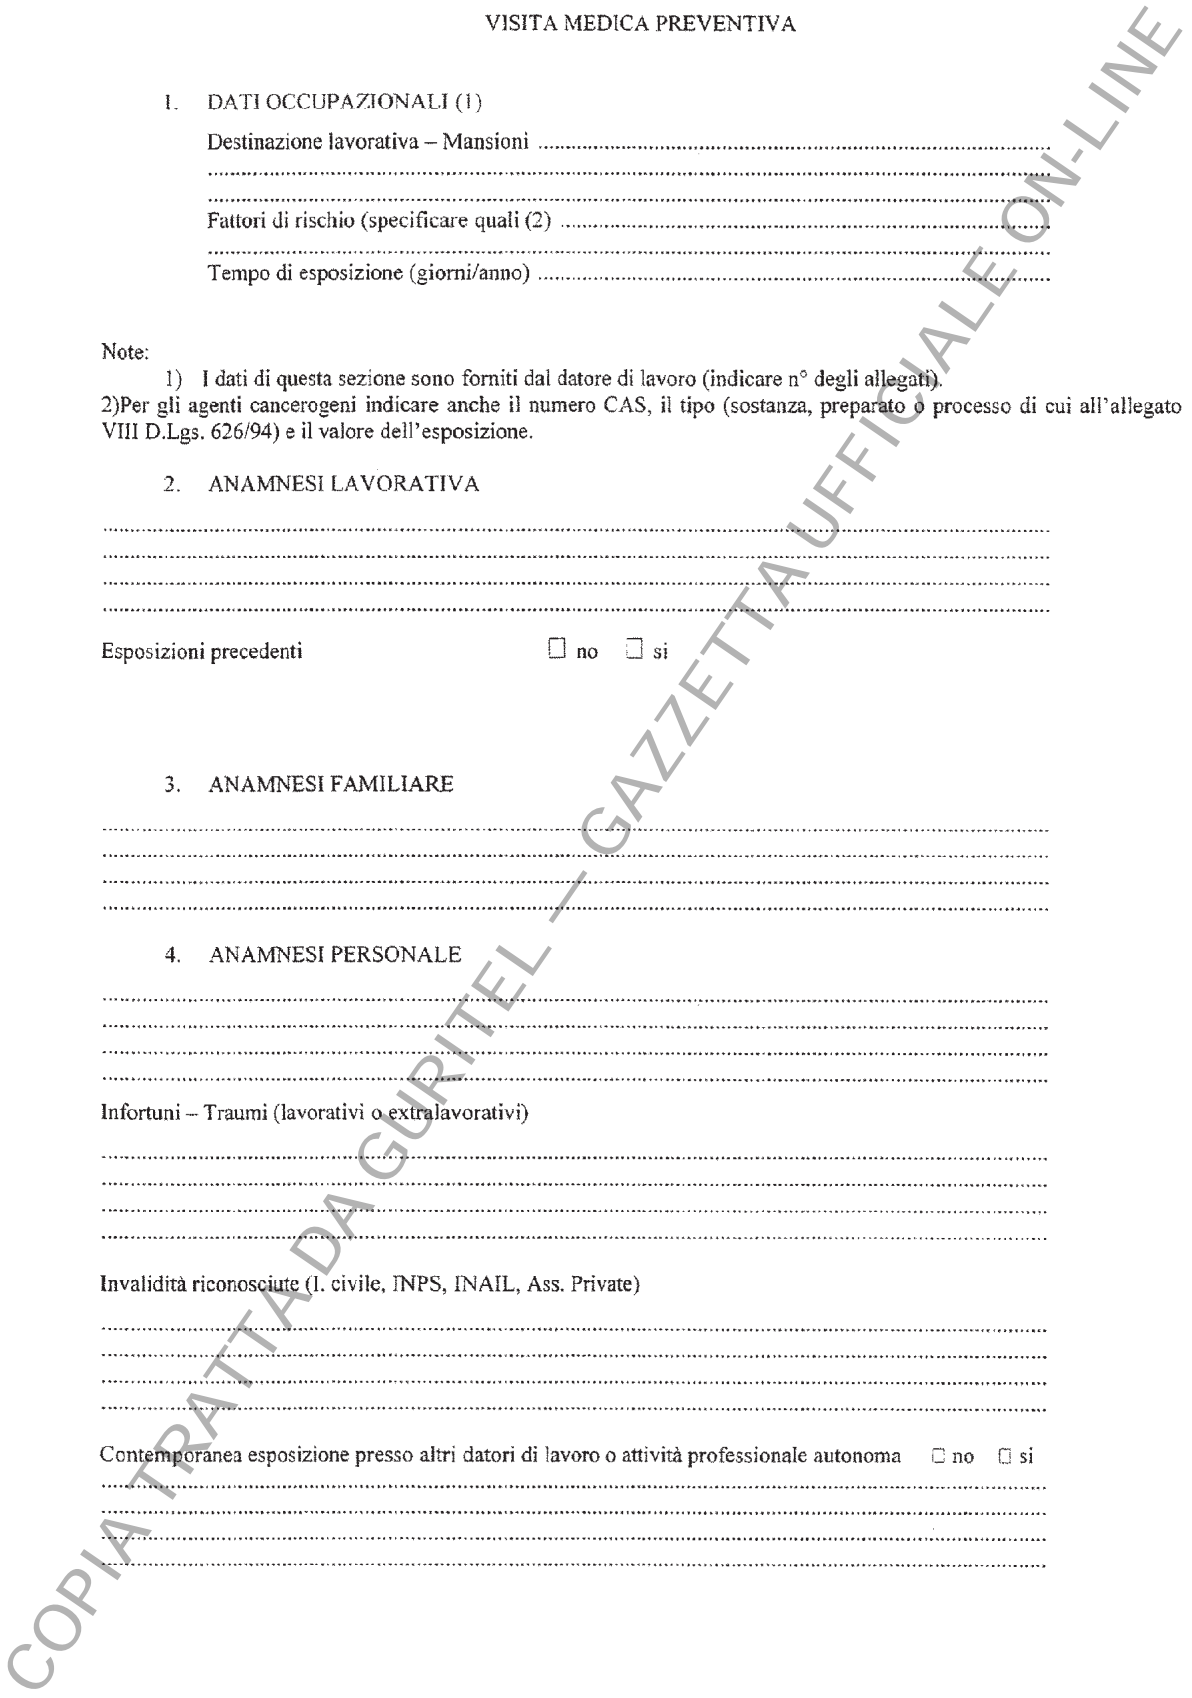 VISITA MEDICA PREVENTIVA
1. DATI OCCUPAZIONALI (1)
Destinazione lavorativa – Mansioni ..........
..........
..........
Fattori di rischio (specificare quali (2) ..........
..........
Tempo di esposizione (giorni/anno) ..........
Note:
1) I dati di questa sezione sono forniti dal datore di lavoro (indicare n° degli allegati).
2)Per gli agenti cancerogeni indicare anche il numero CAS, il tipo (sostanza, preparato o processo di cui all'allegato
VIII D.Lgs. 626/94) e il valore dell'esposizione.
2. ANAMNESI LAVORATIVA
..........
..........
..........
..........
Esposizioni precedenti ☐ no ☐ si
3. ANAMNESI FAMILIARE
..........
..........
..........
..........
4. ANAMNESI PERSONALE
..........
..........
..........
..........
Infortuni – Traumi (lavorativi o extralavorativi)
..........
..........
..........
..........
Invalidità riconosciute (I. civile, INPS, INAIL, Ass. Private)
..........
..........
..........
..........
Contemporanea esposizione presso altri datori di lavoro o attività professionale autonoma ☐ no ☐ si
..........
..........
..........
..........
COPIA TRATTA DA GURITEL — GAZZETTA UFFICIALE ON-LINE